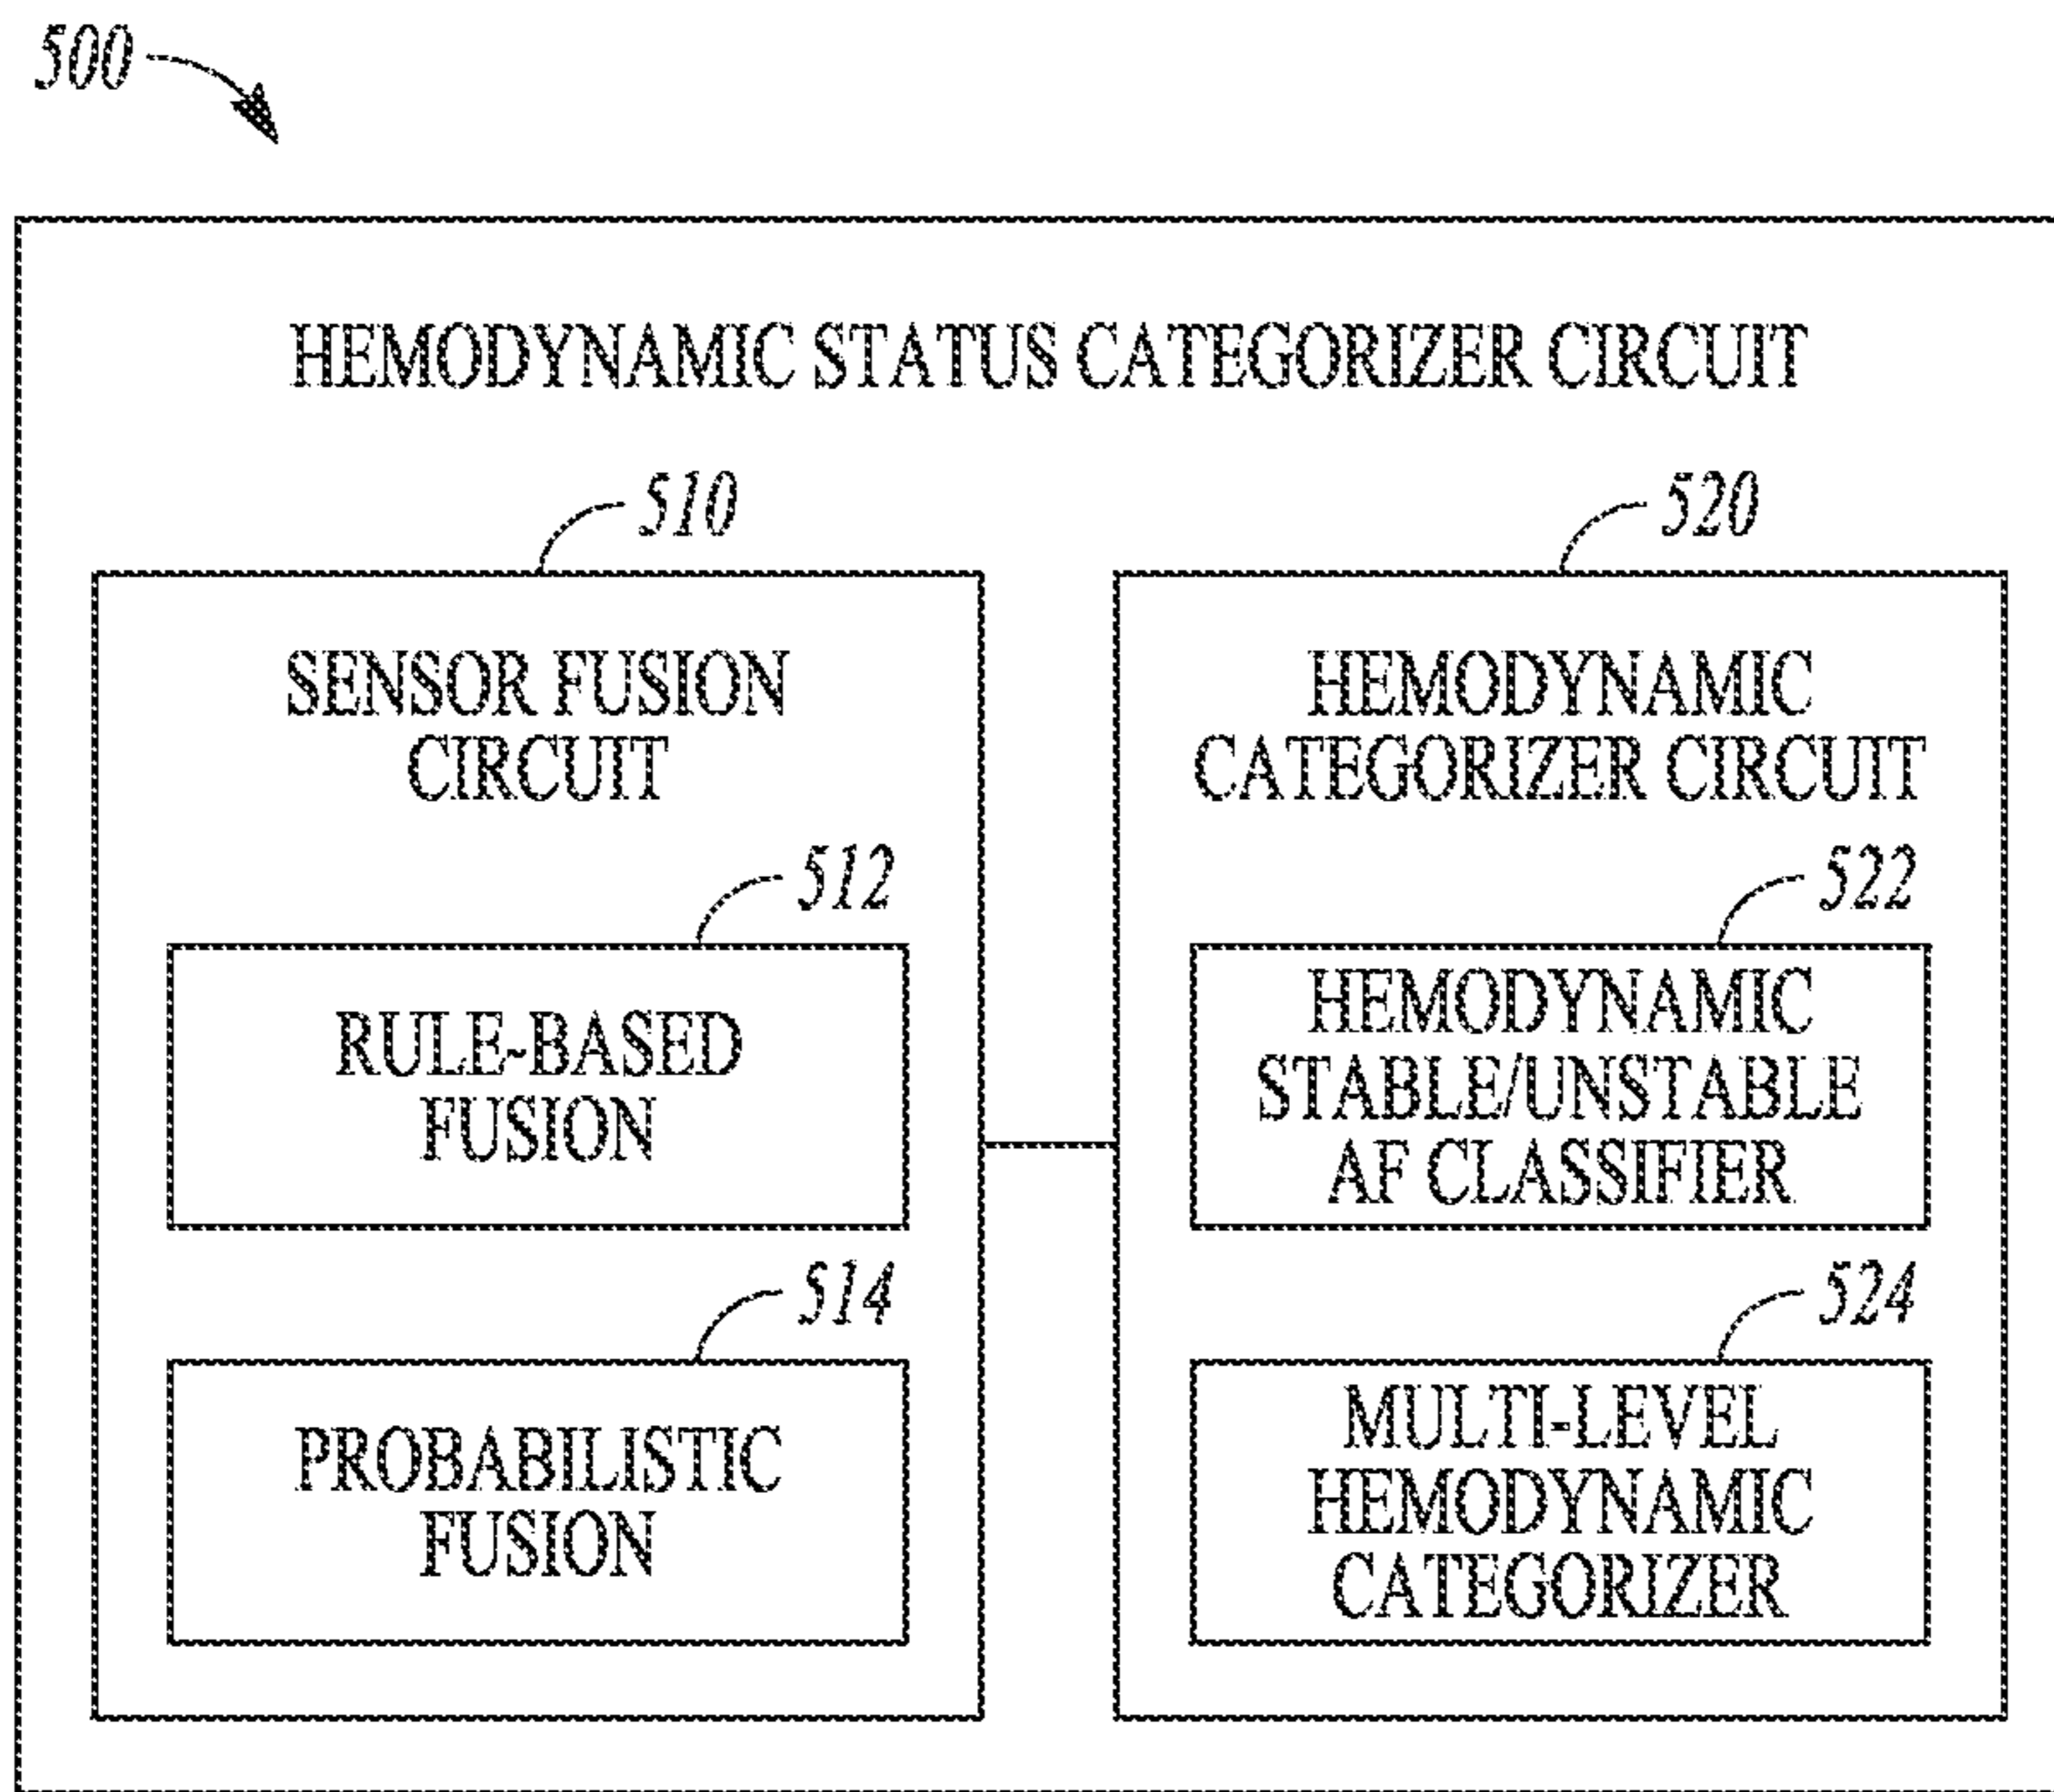 500
HEMODYNAMIC STATUS CATEGORIZER CIRCUIT
510
SENSOR FUSION
CIRCUIT
512
RULE-BASED
FUSION
514
PROBABILISTIC
FUSION
520
HEMODYNAMIC
CATEGORIZER CIRCUIT
522
HEMODYNAMIC
STABLE/UNSTABLE
AF CLASSIFIER
524
MULTI-LEVEL
HEMODYNAMIC
CATEGORIZER